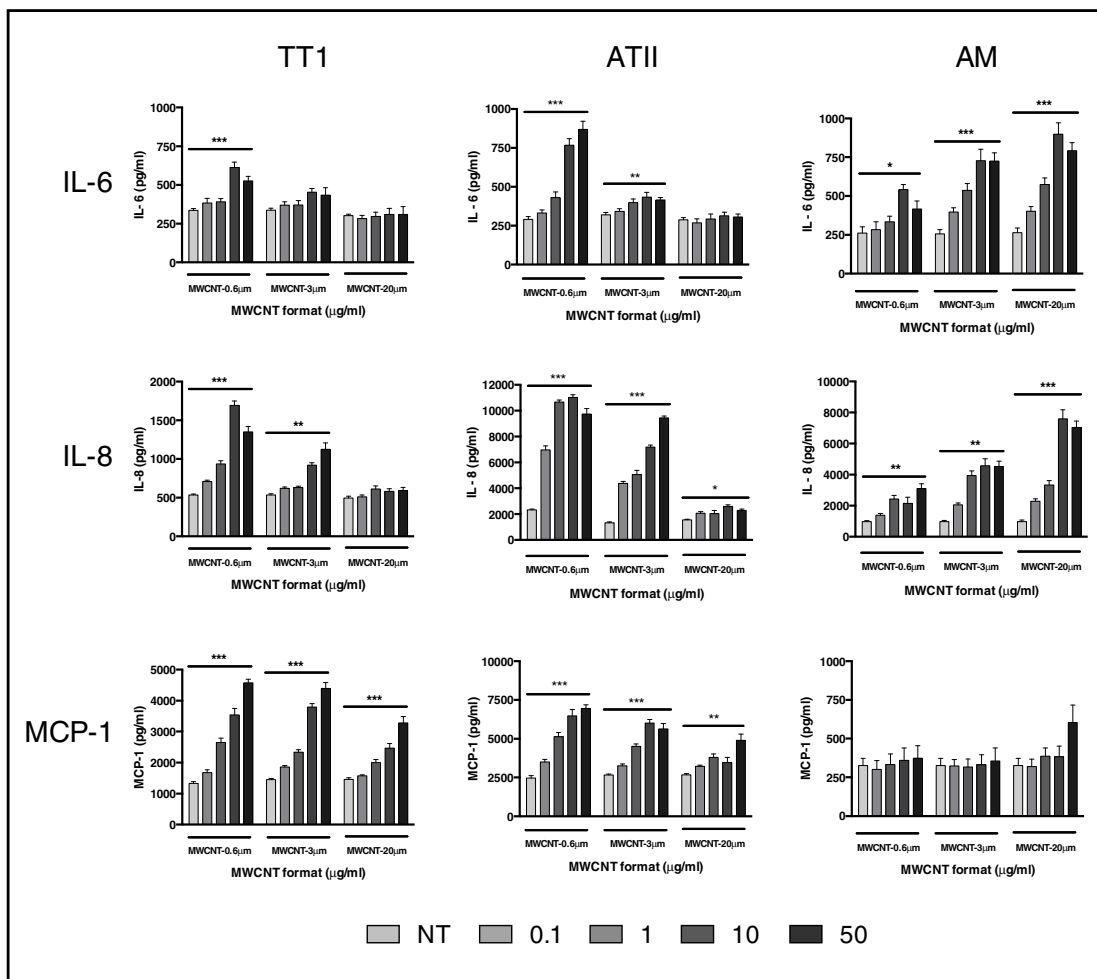 TT1 ATII AM
IL-6
1000
750
500
250
0
IL- 6 (pg/ml)
***
MWCNT-0.6µm MWCNT-3µm MWCNT-20µm
MWCNT format (µg/ml)
1000
750
500
250
0
IL - 6 (pg/ml)
***
**
MWCNT-0.6µm MWCNT-3µm MWCNT-20µm
MWCNT format (µg/ml)
1000
750
500
250
0
IL - 6 (pg/ml)
*
***
***
MWCNT-0.6µm MWCNT-3µm MWCNT-20µm
MWCNT format (µg/ml)
IL-8
2000
1500
1000
500
0
IL-8 (pg/ml)
***
**
MWCNT-0.6µm MWCNT-3µm MWCNT-20µm
MWCNT format (µg/ml)
12000
10000
8000
6000
4000
2000
0
IL - 8 (pg/ml)
***
***
*
MWCNT-0.6µm MWCNT-3µm MWCNT-20µm
MWCNT format (µg/ml)
10000
8000
6000
4000
2000
0
IL - 8 (pg/ml)
**
**
***
MWCNT-0.6µm MWCNT-3µm MWCNT-20µm
MWCNT format (µg/ml)
MCP-1
5000
4000
3000
2000
1000
0
MCP-1 (pg/ml)
***
***
***
MWCNT-0.6µm MWCNT-3µm MWCNT-20µm
MWCNT format (µg/ml)
10000
7500
5000
2500
0
MCP-1 (pg/ml)
***
***
**
MWCNT-0.6µm MWCNT-3µm MWCNT-20µm
MWCNT format (µg/ml)
1000
750
500
250
0
MCP-1 (pg/ml)
MWCNT-0.6µm MWCNT-3µm MWCNT-20µm
MWCNT format (µg/ml)
NT 0.1 1 10 50